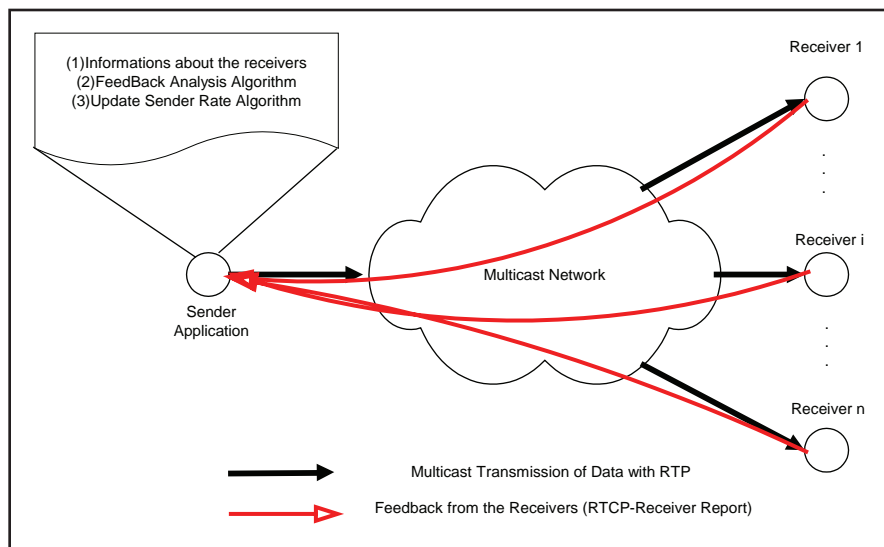 (1)Informations about the receivers
(2)FeedBack Analysis Algorithm
(3)Update Sender Rate Algorithm
Receiver 1
.
.
.
Receiver i
Multicast Network
Sender
Application
.
.
.
Receiver n
Multicast Transmission of Data with RTP
Feedback from the Receivers (RTCP-Receiver Report)